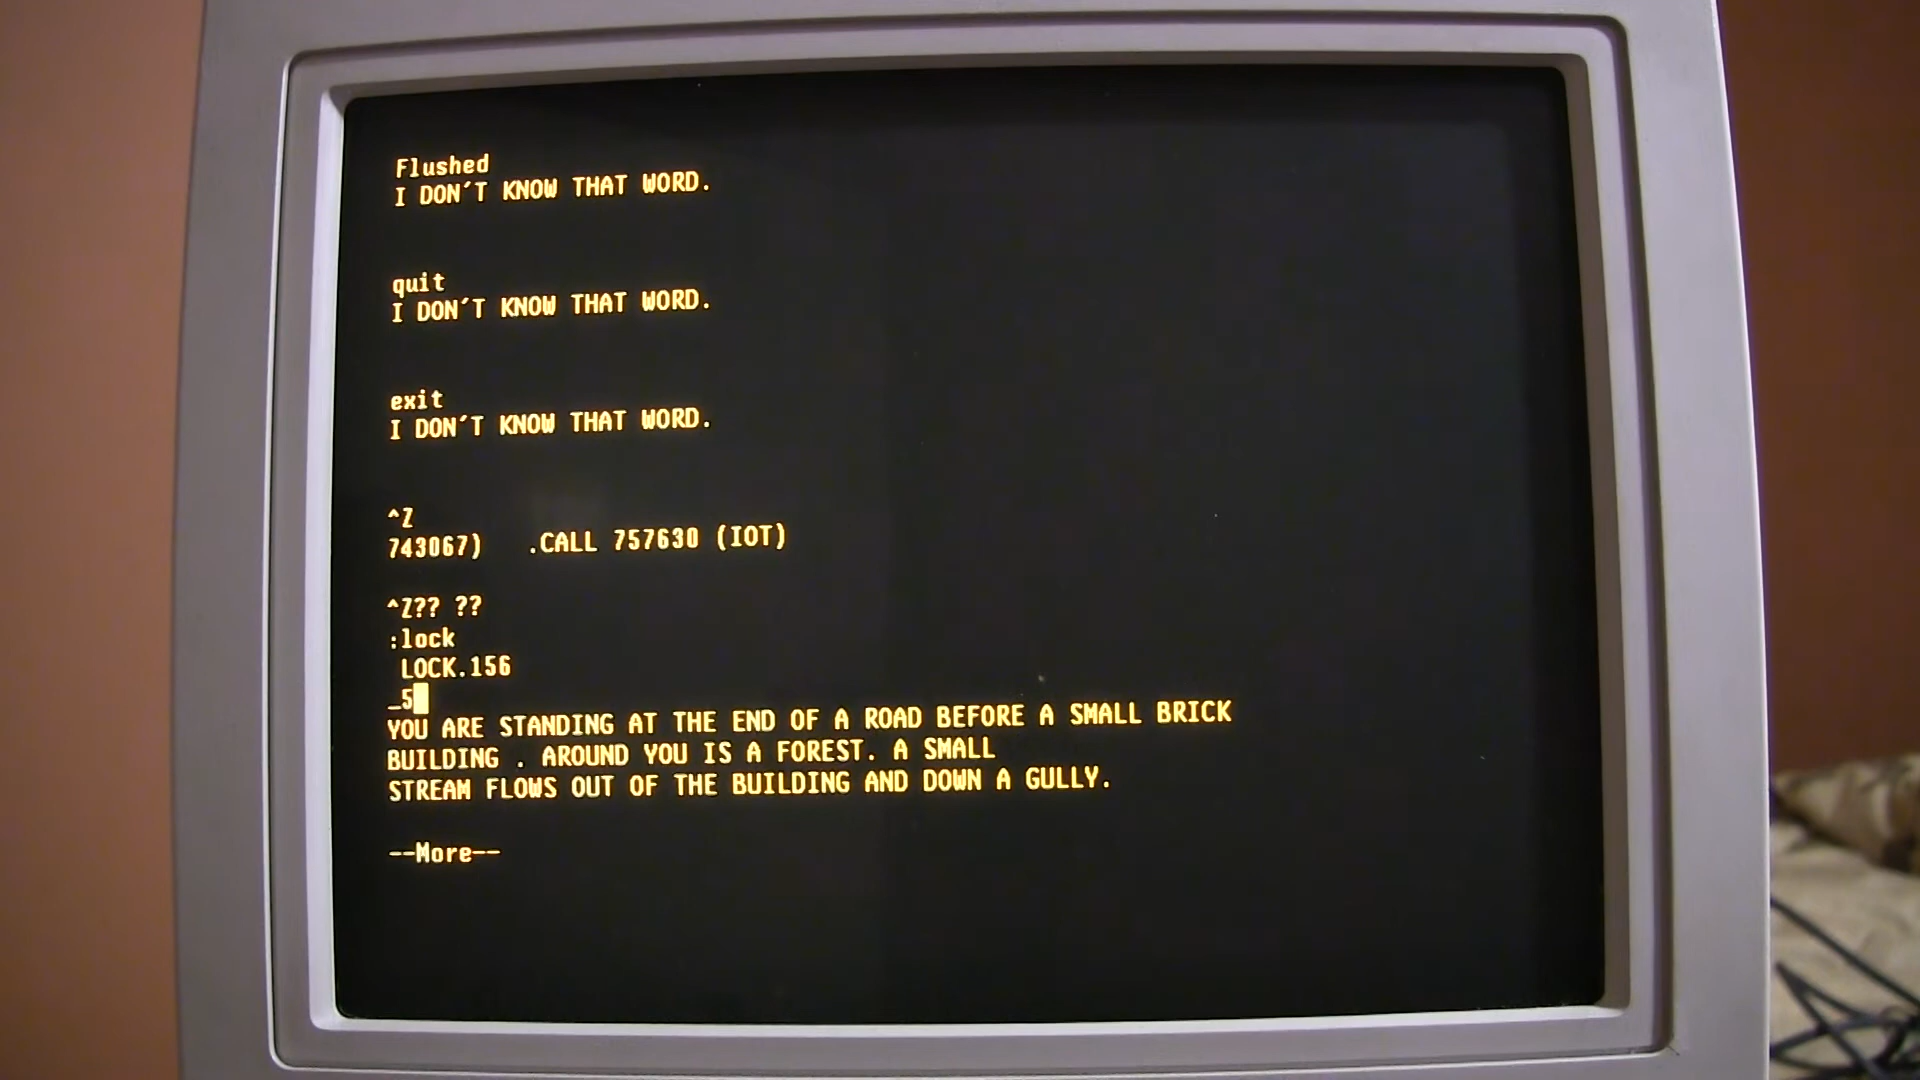 Flushed
I DON'T KNOW THAT WORD.
quit
I DON'T KNOW THAT WORD.
exit
I DON'T KNOW THAT WORD.
^Z
743067)   .CALL 757630 (IOT)
^Z?? ??
:lock
LOCK.156
_5
YOU ARE STANDING AT THE END OF A ROAD BEFORE A SMALL BRICK
BUILDING . AROUND YOU IS A FOREST. A SMALL
STREAM FLOWS OUT OF THE BUILDING AND DOWN A GULLY.
--More--